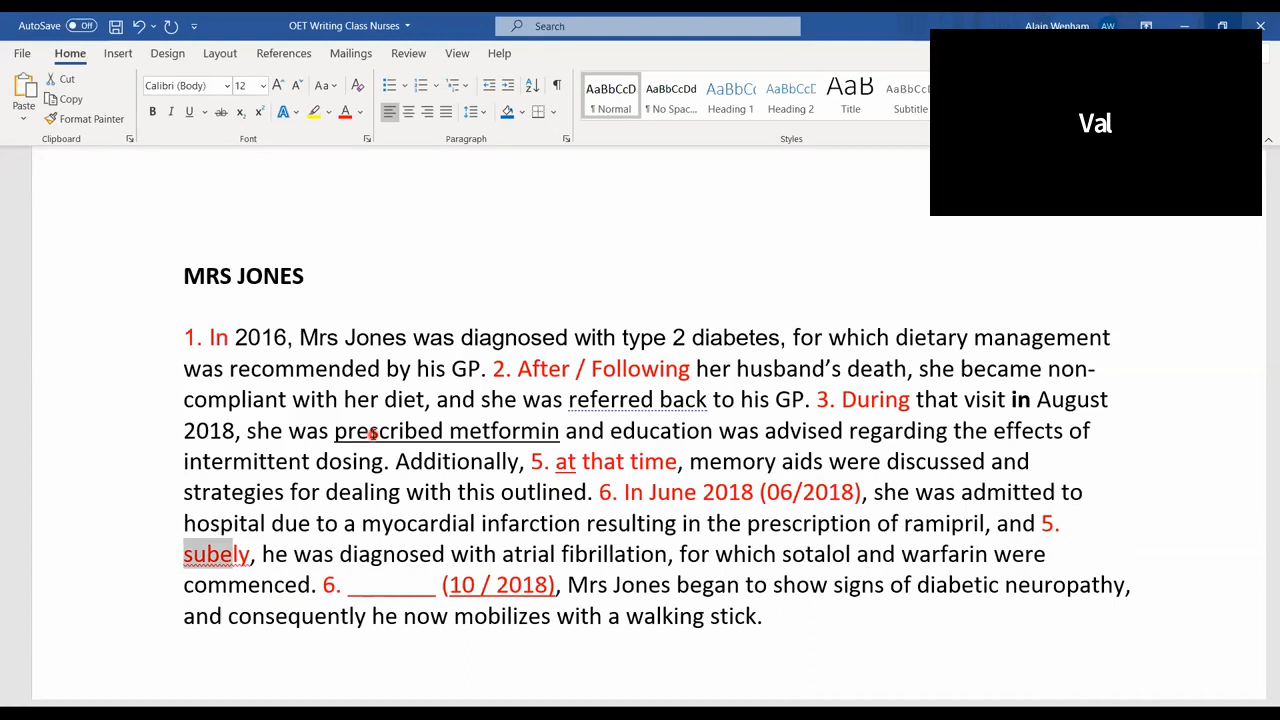 AutoSave Off OET Writing Class Nurses Search Alain Wenham AW
File Home Insert Design Layout References Mailings Review View Help
Paste Cut Copy Format Painter
Calibri (Body) 12 Aa
B I U ab x₂ x² A A
AaBbCcD AaBbCcDd AaBbCc AaBbCcD AaB AaBbCcD
¶ Normal ¶ No Spac... Heading 1 Heading 2 Title Subtitle
Clipboard Font Paragraph Styles
Val
MRS JONES
1. In 2016, Mrs Jones was diagnosed with type 2 diabetes, for which dietary management
was recommended by his GP. 2. After / Following her husband’s death, she became non-
compliant with her diet, and she was referred back to his GP. 3. During that visit in August
2018, she was prescribed metformin and education was advised regarding the effects of
intermittent dosing. Additionally, 5. at that time, memory aids were discussed and
strategies for dealing with this outlined. 6. In June 2018 (06/2018), she was admitted to
hospital due to a myocardial infarction resulting in the prescription of ramipril, and 5.
subely, he was diagnosed with atrial fibrillation, for which sotalol and warfarin were
commenced. 6. ________ (10 / 2018), Mrs Jones began to show signs of diabetic neuropathy,
and consequently he now mobilizes with a walking stick.